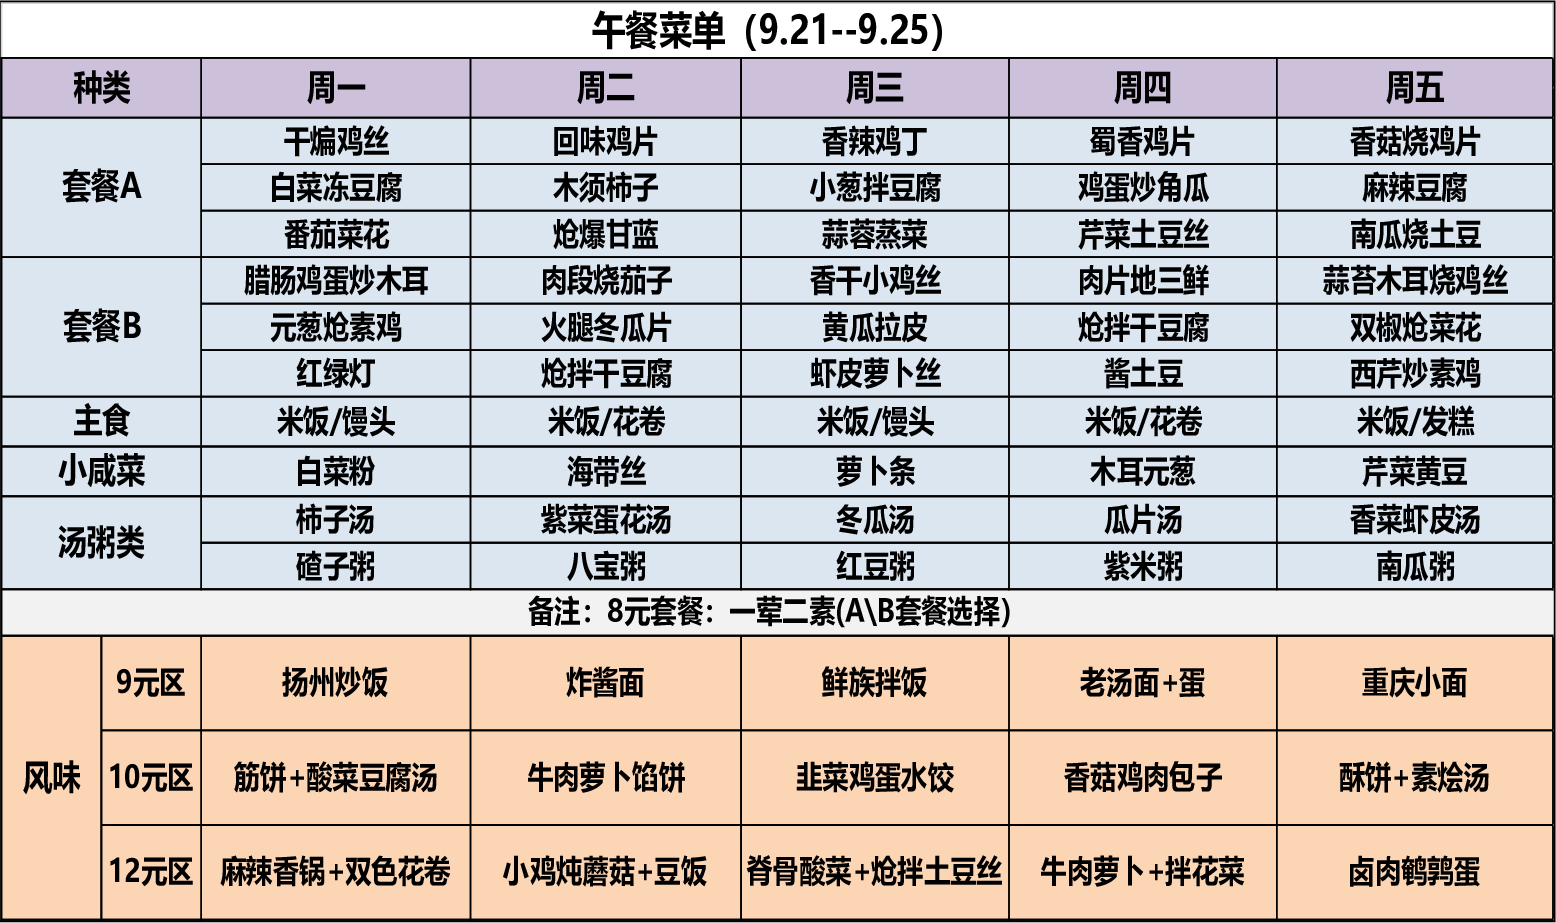 午餐菜单（9.21--9.25）
种类 周一 周二 周三 周四 周五
套餐A
干煸鸡丝 回味鸡片 香辣鸡丁 蜀香鸡片 香菇烧鸡片
白菜冻豆腐 木须柿子 小葱拌豆腐 鸡蛋炒角瓜 麻辣豆腐
番茄菜花 炝爆甘蓝 蒜蓉蒸菜 芹菜土豆丝 南瓜烧土豆
套餐B
腊肠鸡蛋炒木耳 肉段烧茄子 香干小鸡丝 肉片地三鲜 蒜苔木耳烧鸡丝
元葱炝素鸡 火腿冬瓜片 黄瓜拉皮 炝拌干豆腐 双椒炝菜花
红绿灯 炝拌干豆腐 虾皮萝卜丝 酱土豆 西芹炒素鸡
主食 米饭/馒头 米饭/花卷 米饭/馒头 米饭/花卷 米饭/发糕
小咸菜 白菜粉 海带丝 萝卜条 木耳元葱 芹菜黄豆
汤粥类
柿子汤 紫菜蛋花汤 冬瓜汤 瓜片汤 香菜虾皮汤
碴子粥 八宝粥 红豆粥 紫米粥 南瓜粥
备注：8元套餐：一荤二素(A\B套餐选择)
风味
9元区 扬州炒饭 炸酱面 鲜族拌饭 老汤面+蛋 重庆小面
10元区 筋饼+酸菜豆腐汤 牛肉萝卜馅饼 韭菜鸡蛋水饺 香菇鸡肉包子 酥饼+素烩汤
12元区 麻辣香锅+双色花卷 小鸡炖蘑菇+豆饭 脊骨酸菜+炝拌土豆丝 牛肉萝卜+拌花菜 卤肉鹌鹑蛋